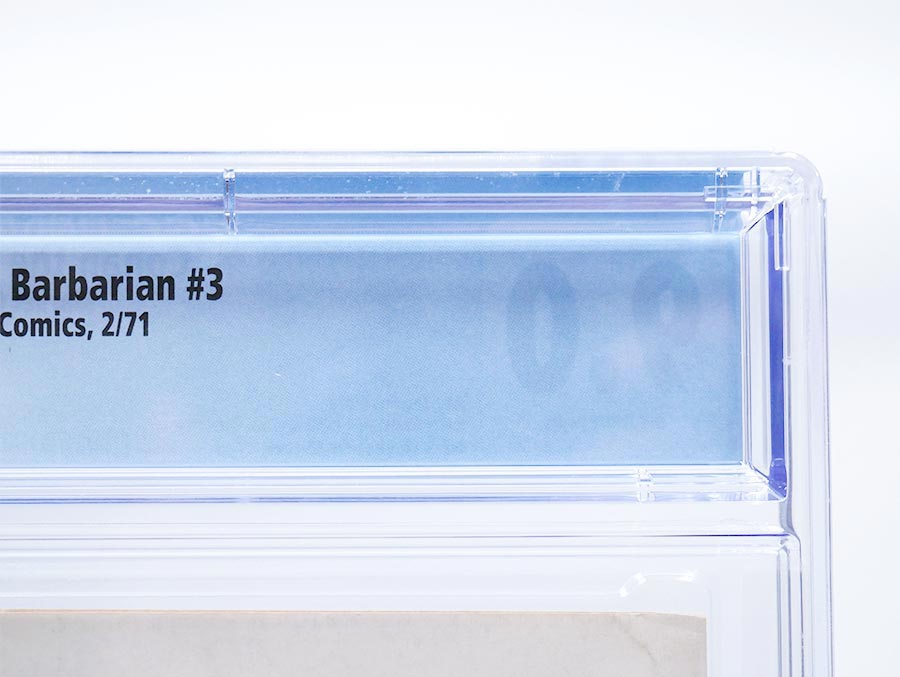 Barbarian #3
Comics, 2/71